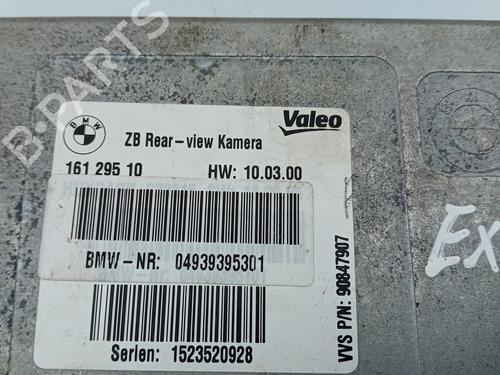 BMW
ZB Rear-view Kamera
Valeo
161 295 10
HW: 10.03.00
BMW-NR: 04939395301
Serien: 1523520928
VVS P/N: 90847907
B-PARTS